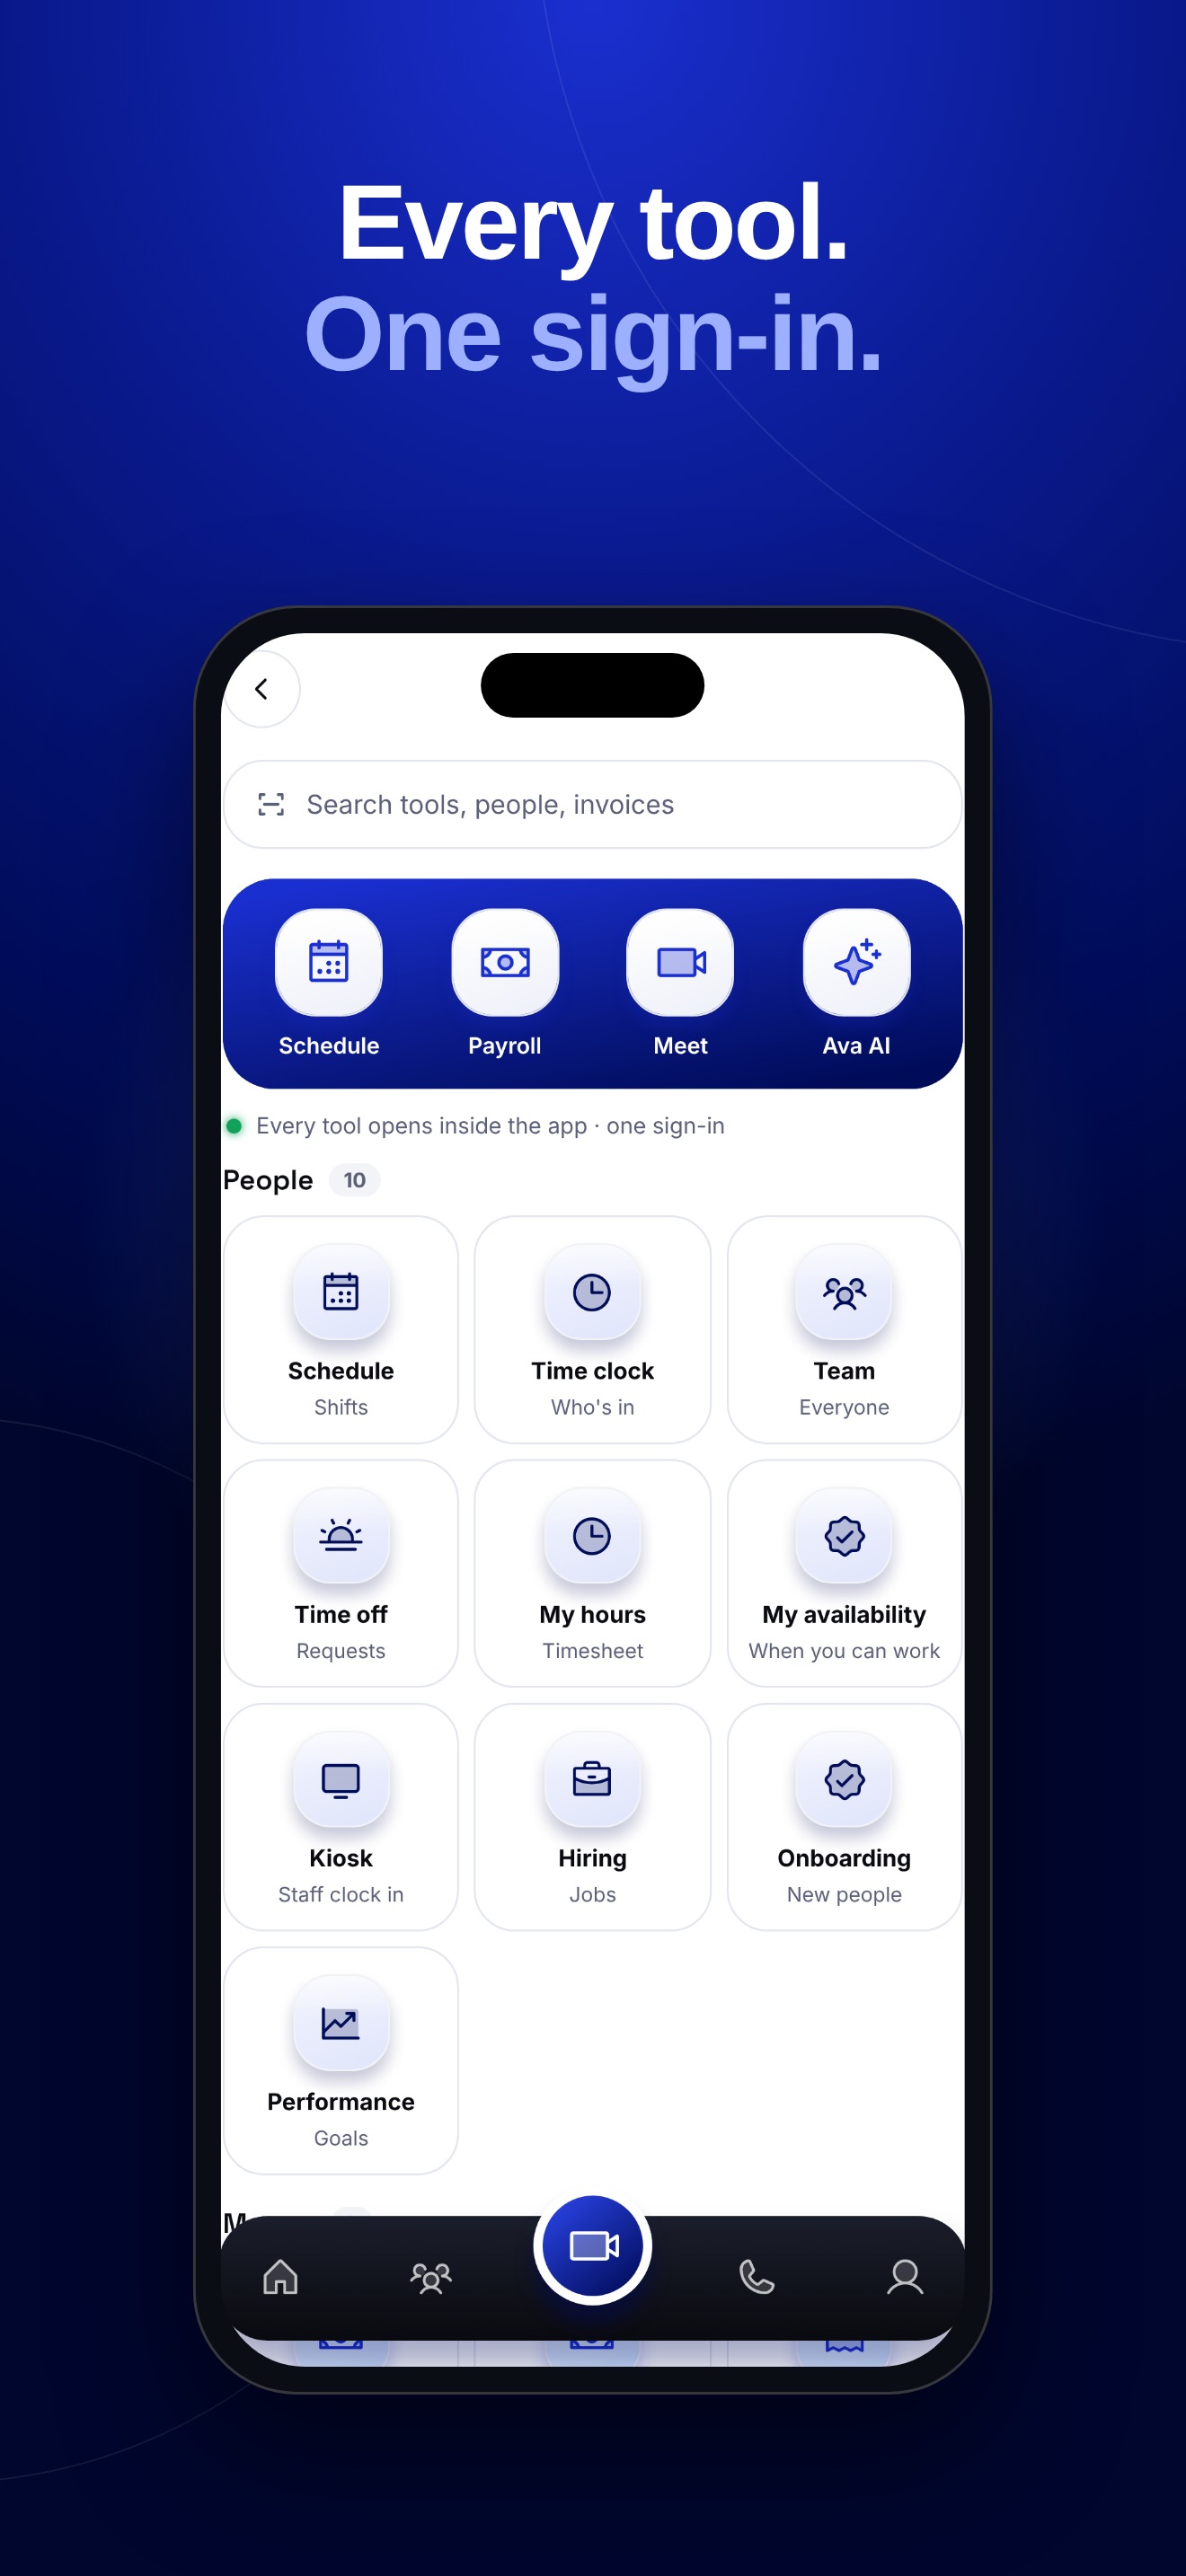 Every tool.
One sign-in.
Search tools, people, invoices
Schedule Payroll Meet Ava AI
Every tool opens inside the app · one sign-in
People 10
Schedule Time clock Team
Shifts Who's in Everyone
Time off My hours My availability
Requests Timesheet When you can work
Kiosk Hiring Onboarding
Staff clock in Jobs New people
Performance
Goals